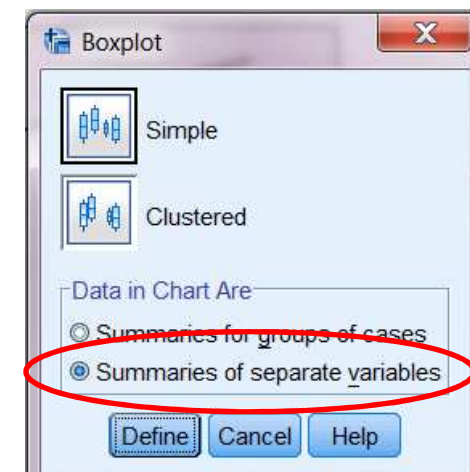 Boxplot
Simple
Clustered
Data in Chart Are
Summaries for groups of cases
Summaries of separate variables
Define Cancel Help